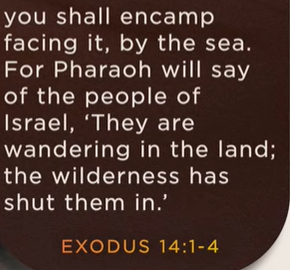 you shall encamp
facing it, by the sea.
For Pharaoh will say
of the people of
Israel, ‘They are
wandering in the land;
the wilderness has
shut them in.’
EXODUS 14:1-4